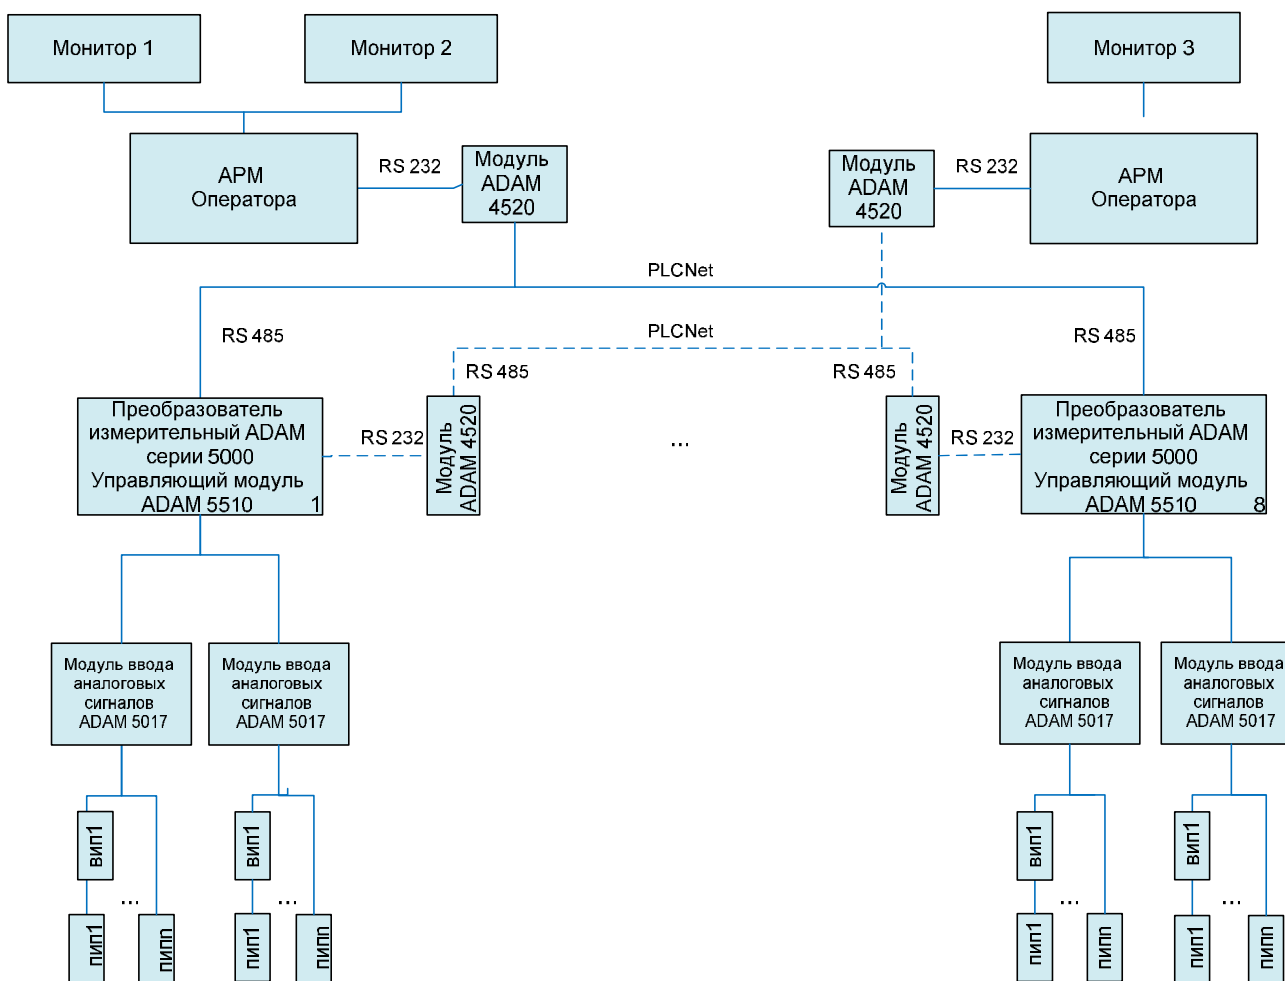 Монитор 1
Монитор 2
Монитор 3
АРМ
Оператора
RS 232
Модуль
ADAM
4520
Модуль
ADAM
4520
RS 232
АРМ
Оператора
PLCNet
RS 485
PLCNet
RS 485
RS 485
RS 485
Преобразователь
измерительный ADAM
серии 5000
Управляющий модуль
ADAM 5510
1
RS 232
Модуль
ADAM 4520
...
Модуль
ADAM 4520
RS 232
Преобразователь
измерительный ADAM
серии 5000
Управляющий модуль
ADAM 5510
8
Модуль ввода
аналоговых
сигналов
ADAM 5017
Модуль ввода
аналоговых
сигналов
ADAM 5017
Модуль ввода
аналоговых
сигналов
ADAM 5017
Модуль ввода
аналоговых
сигналов
ADAM 5017
вип1
вип1
вип1
вип1
...
...
...
...
пип1
пипn
пип1
пипn
пип1
пипn
пип1
пипn